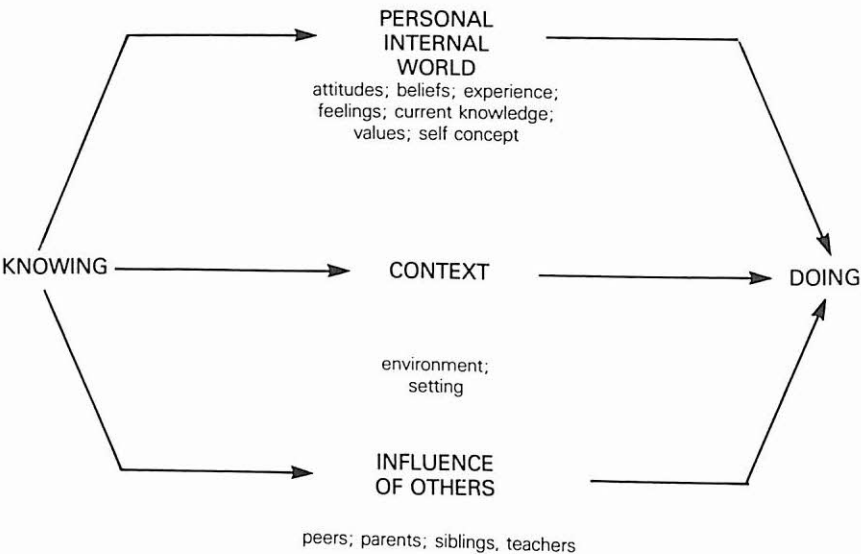 PERSONAL
INTERNAL
WORLD
attitudes; beliefs; experience;
feelings; current knowledge;
values; self concept
KNOWING
CONTEXT
DOING
environment;
setting
INFLUENCE
OF OTHERS
peers; parents; siblings, teachers